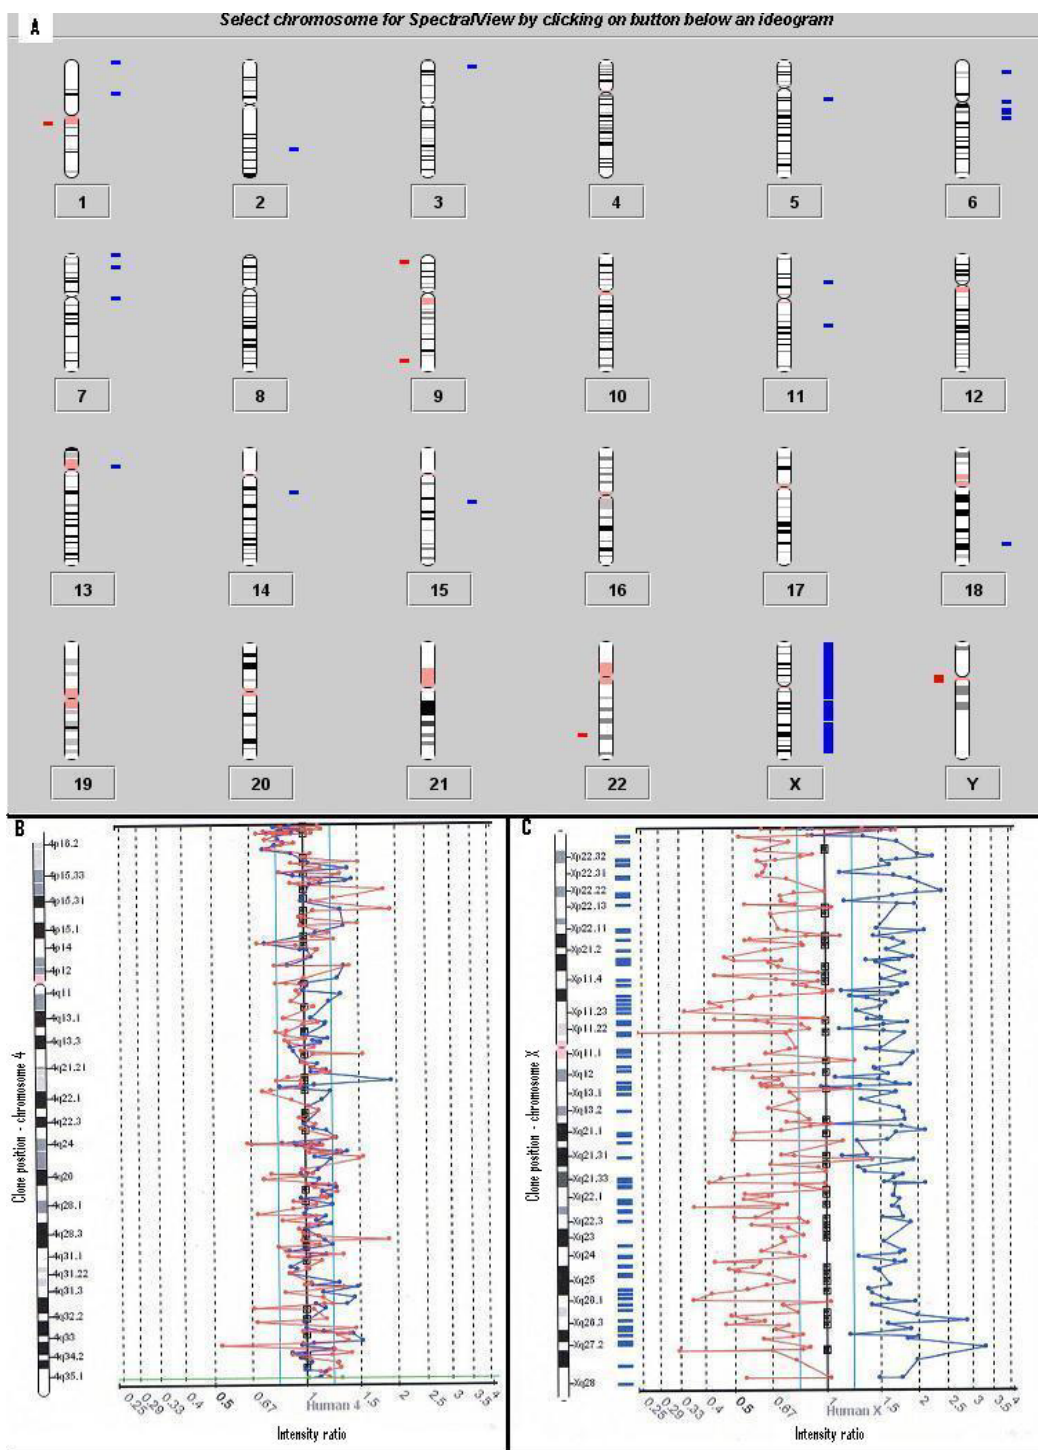 Select chromosome for SpectralView by clicking on button below an ideogram
A
1 2 3 4 5 6
7 8 9 10 11 12
13 14 15 16 17 18
19 20 21 22 X Y
B
4p16.2
4p15.33
4p15.31
4p15.1
4p14
4p12
4q11
4q13.1
4q13.3
4q21.21
4q22.1
4q22.3
4q24
4q28.1
4q28.3
4q31.1
4q31.22
4q31.3
4q32.2
4q33
4q34.2
4q35.1
Clone position - chromosome 4
0.25 0.29 0.33 0.4 0.5 0.67 1 1.5 2 2.5 3 3.5 4
Human 4
Intensity ratio
C
Xp22.32
Xp22.31
Xp22.22
Xp22.13
Xp22.11
Xp21.2
Xp11.4
Xp11.23
Xp11.22
Xq11.1
Xq12
Xq13.1
Xq13.2
Xq21.1
Xq21.31
Xq21.33
Xq22.1
Xq22.3
Xq23
Xq24
Xq25
Xq26.1
Xq26.3
Xq27.2
Xq28
Clone position - chromosome X
0.25 0.29 0.33 0.4 0.5 0.67 1 1.5 2 2.5 3 3.5 4
Human X
Intensity ratio